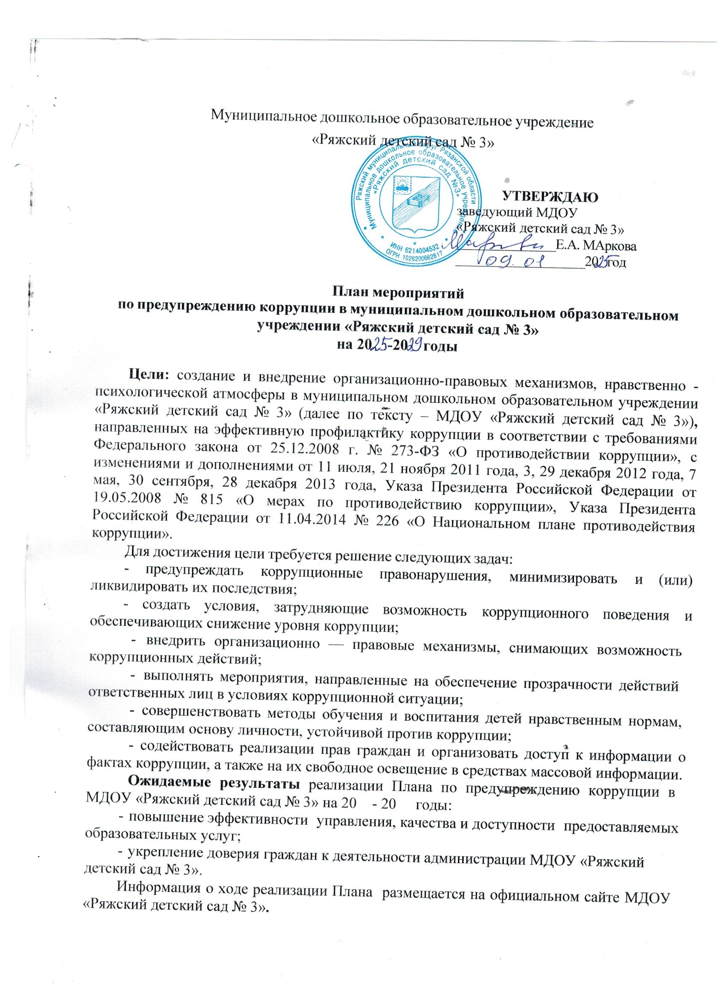 Муниципальное дошкольное образовательное учреждение
«Ряжский детский сад № 3»
Ряжский муниципальный округ Рязанской области
Муниципальное дошкольное образовательное учреждение
«Ряжский детский сад №3»
ИНН 6214004532
ОГРН 1026200662817
УТВЕРЖДАЮ
заведующий МДОУ
«Ряжский детский сад № 3»
Е.А. МАркова
09. 01 2025 год
План мероприятий
по предупреждению коррупции в муниципальном дошкольном образовательном
учреждении «Ряжский детский сад № 3»
на 2025-2029 годы
Цели: создание и внедрение организационно-правовых механизмов, нравственно -
психологической атмосферы в муниципальном дошкольном образовательном учреждении
«Ряжский детский сад № 3» (далее по тексту – МДОУ «Ряжский детский сад № 3»),
направленных на эффективную профилактику коррупции в соответствии с требованиями
Федерального закона от 25.12.2008 г. № 273-ФЗ «О противодействии коррупции», с
изменениями и дополнениями от 11 июля, 21 ноября 2011 года, 3, 29 декабря 2012 года, 7
мая, 30 сентября, 28 декабря 2013 года, Указа Президента Российской Федерации от
19.05.2008 № 815 «О мерах по противодействию коррупции», Указа Президента
Российской Федерации от 11.04.2014 № 226 «О Национальном плане противодействия
коррупции».
Для достижения цели требуется решение следующих задач:
- предупреждать коррупционные правонарушения, минимизировать и (или)
ликвидировать их последствия;
- создать условия, затрудняющие возможность коррупционного поведения и
обеспечивающих снижение уровня коррупции;
- внедрить организационно — правовые механизмы, снимающих возможность
коррупционных действий;
- выполнять мероприятия, направленные на обеспечение прозрачности действий
ответственных лиц в условиях коррупционной ситуации;
- совершенствовать методы обучения и воспитания детей нравственным нормам,
составляющим основу личности, устойчивой против коррупции;
- содействовать реализации прав граждан и организовать доступ к информации о
фактах коррупции, а также на их свободное освещение в средствах массовой информации.
Ожидаемые результаты реализации Плана по предупреждению коррупции в
МДОУ «Ряжский детский сад № 3» на 20 - 20 годы:
- повышение эффективности управления, качества и доступности предоставляемых
образовательных услуг;
- укрепление доверия граждан к деятельности администрации МДОУ «Ряжский
детский сад № 3».
Информация о ходе реализации Плана размещается на официальном сайте МДОУ
«Ряжский детский сад № 3».